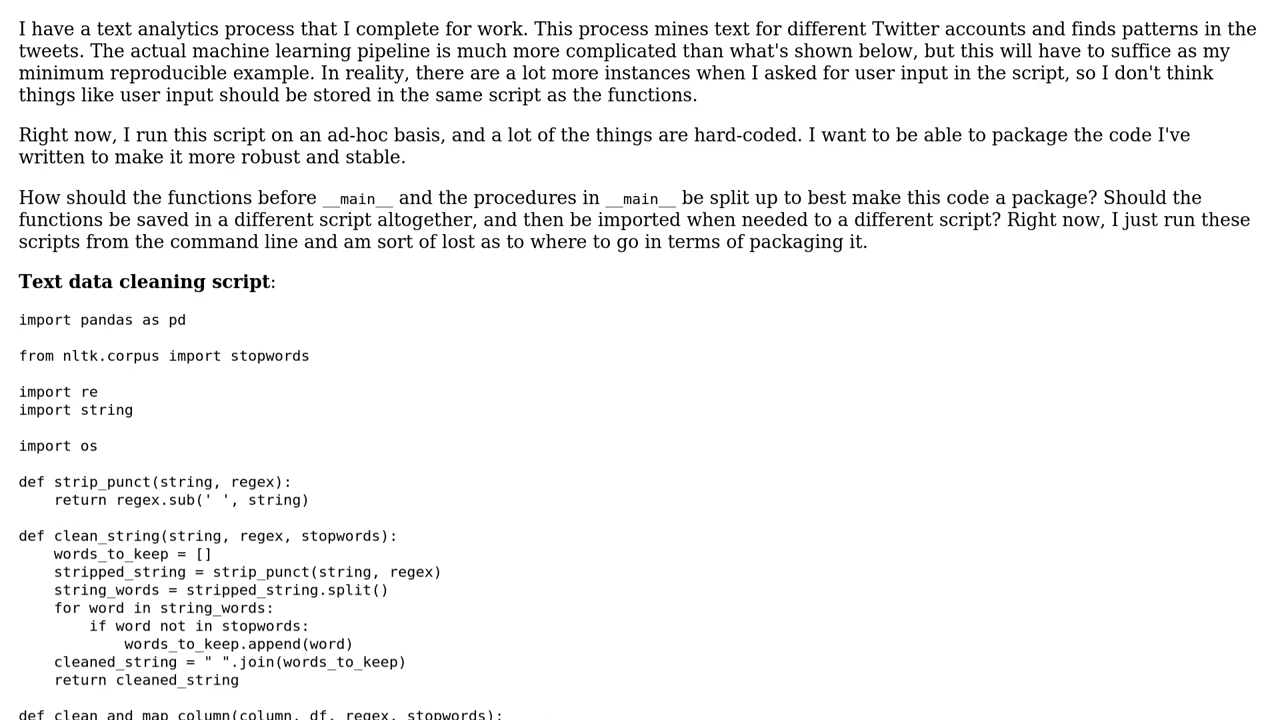 I have a text analytics process that I complete for work. This process mines text for different Twitter accounts and finds patterns in the
tweets. The actual machine learning pipeline is much more complicated than what's shown below, but this will have to suffice as my
minimum reproducible example. In reality, there are a lot more instances when I asked for user input in the script, so I don't think
things like user input should be stored in the same script as the functions.
Right now, I run this script on an ad-hoc basis, and a lot of the things are hard-coded. I want to be able to package the code I've
written to make it more robust and stable.
How should the functions before __main__ and the procedures in __main__ be split up to best make this code a package? Should the
functions be saved in a different script altogether, and then be imported when needed to a different script? Right now, I just run these
scripts from the command line and am sort of lost as to where to go in terms of packaging it.
Text data cleaning script:
import pandas as pd
from nltk.corpus import stopwords
import re
import string
import os
def strip_punct(string, regex):
    return regex.sub(' ', string)
def clean_string(string, regex, stopwords):
    words_to_keep = []
    stripped_string = strip_punct(string, regex)
    string_words = stripped_string.split()
    for word in string_words:
        if word not in stopwords:
            words_to_keep.append(word)
    cleaned_string = " ".join(words_to_keep)
    return cleaned_string
def clean_and_map_column(column, df, regex, stopwords):